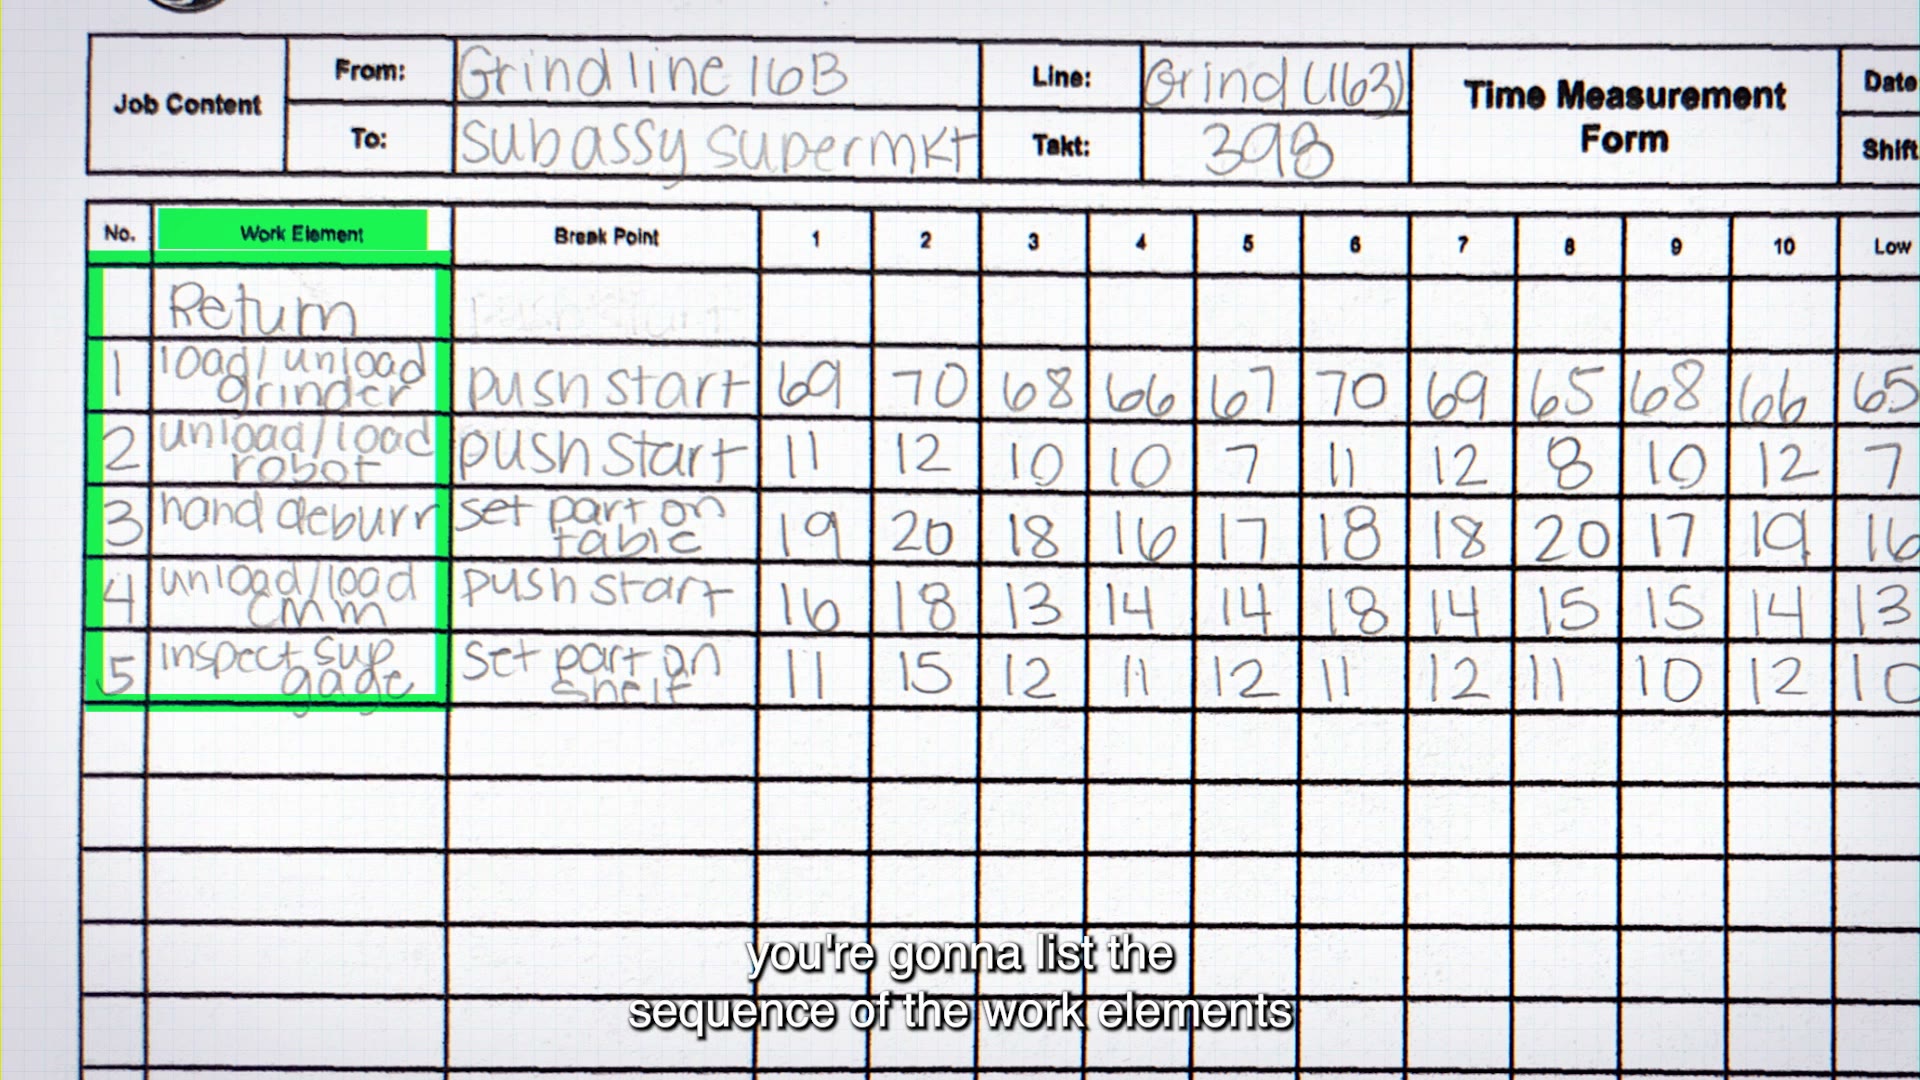 Job Content
From:
Grind line 16B
Line:
Grind (163)
Time Measurement
Form
Date
To:
subassy supermkt
Takt:
398
Shift
No. Work Element Break Point 1 2 3 4 5 6 7 8 9 10 Low
Return push start
1 load/unload grinder push start 69 70 68 66 67 70 69 65 68 66 65
2 unload/load robot push start 11 12 10 10 7 11 12 8 10 12 7
3 hand deburr set part on table 19 20 18 16 17 18 18 20 17 19 16
4 unload/load cmm push start 16 18 13 14 14 18 14 15 15 14 13
5 inspect sup gage set part on shelf 11 15 12 11 12 11 12 11 10 12 10
you're gonna list the
sequence of the work elements